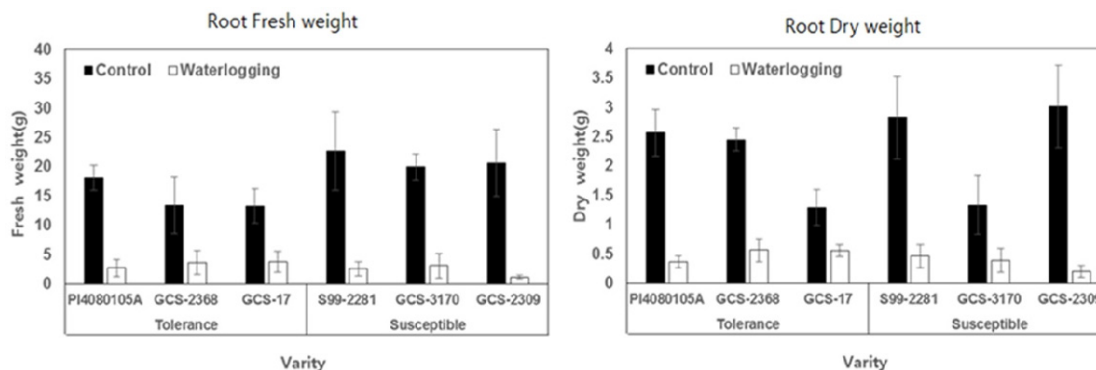 Root Fresh weight
Fresh weight(g)
40
35
30
25
20
15
10
5
0
Control Waterlogging
PI4080105A GCS-2368 GCS-17 S99-2281 GCS-3170 GCS-2309
Tolerance Susceptible
Varity
Root Dry weight
Dry weight(g)
4
3.5
3
2.5
2
1.5
1
0.5
0
Control Waterlogging
PI4080105A GCS-2368 GCS-17 S99-2281 GCS-3170 GCS-2309
Tolerance Susceptible
Varity